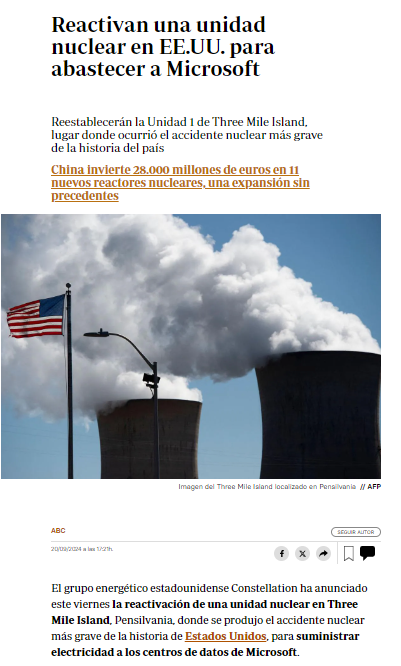 Reactivan una unidad
nuclear en EE.UU. para
abastecer a Microsoft
Reestablecerán la Unidad 1 de Three Mile Island,
lugar donde ocurrió el accidente nuclear más grave
de la historia del país
China invierte 28.000 millones de euros en 11
nuevos reactores nucleares, una expansión sin
precedentes
Imagen del Three Mile Island localizado en Pensilvania // AFP
ABC
SEGUIR AUTOR
20/09/2024 a las 17:21h.
El grupo energético estadounidense Constellation ha anunciado
este viernes la reactivación de una unidad nuclear en Three
Mile Island, Pensilvania, donde se produjo el accidente nuclear
más grave de la historia de Estados Unidos, para suministrar
electricidad a los centros de datos de Microsoft.